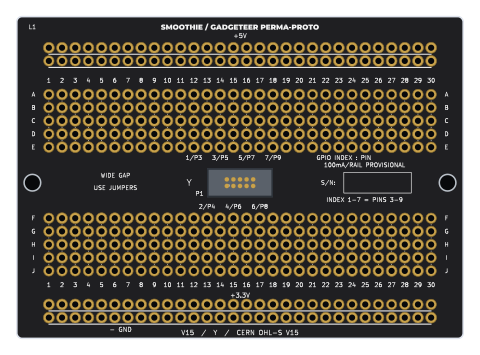 L1
SMOOTHIE / GADGETEER PERMA-PROTO
+5V
1 2 3 4 5 6 7 8 9 10 11 12 13 14 15 16 17 18 19 20 21 22 23 24 25 26 27 28 29 30
A A
B B
C C
D D
E E
1/P3 3/P5 5/P7 7/P9
GPIO INDEX : PIN
100mA/RAIL PROVISIONAL
WIDE GAP
USE JUMPERS
Y
P1
S/N:
INDEX 1-7 = PINS 3-9
2/P4 4/P6 6/P8
F F
G G
H H
I I
J J
1 2 3 4 5 6 7 8 9 10 11 12 13 14 15 16 17 18 19 20 21 22 23 24 25 26 27 28 29 30
+3.3V
- GND
V15 / Y / CERN OHL-S V15